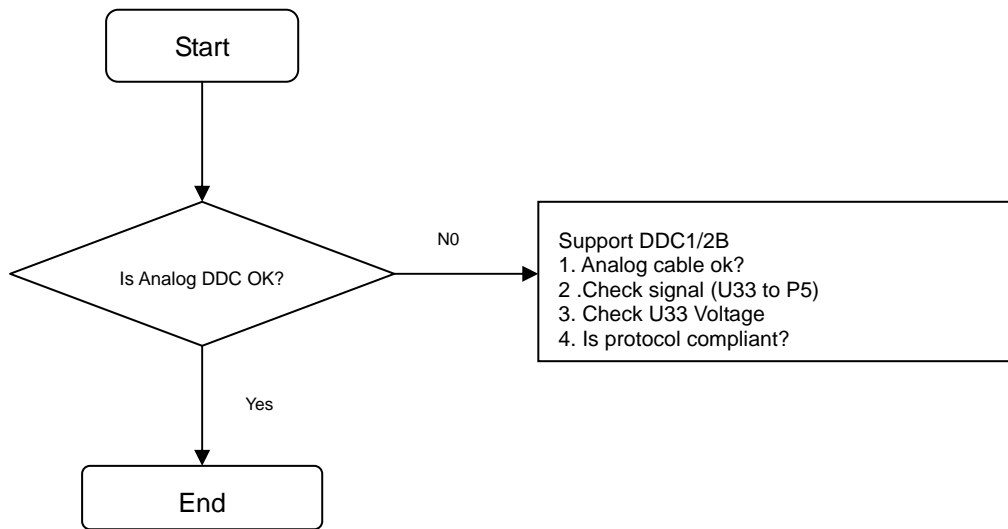 Start
Is Analog DDC OK?
N0
Support DDC1/2B
1. Analog cable ok?
2 .Check signal (U33 to P5)
3. Check U33 Voltage
4. Is protocol compliant?
Yes
End